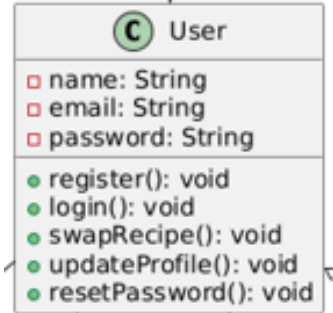 C User
name: String
email: String
password: String
register(): void
login(): void
swapRecipe(): void
updateProfile(): void
resetPassword(): void